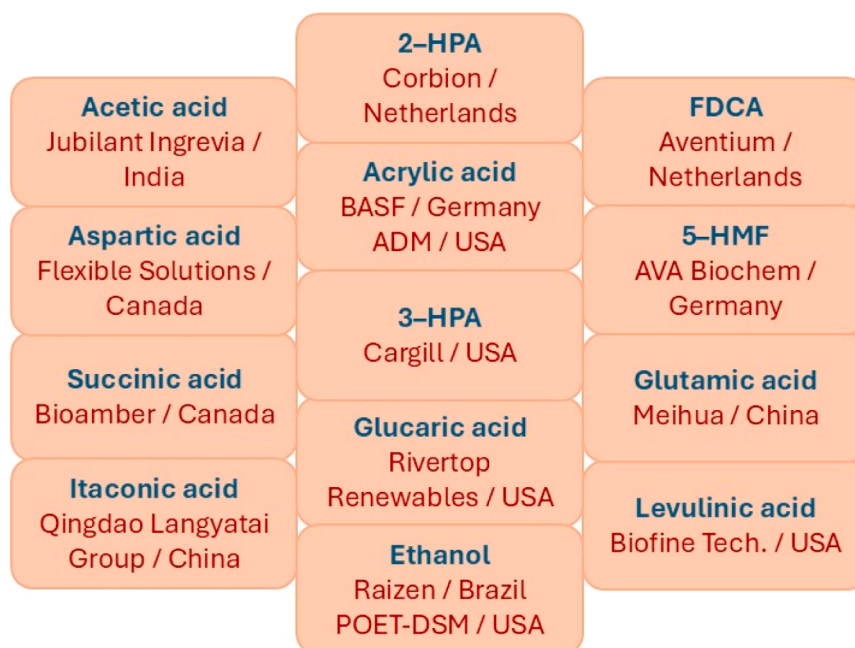 Acetic acid
Jubilant Ingrevia /
India
Aspartic acid
Flexible Solutions /
Canada
Succinic acid
Bioamber / Canada
Itaconic acid
Qingdao Langyatai
Group / China
2–HPA
Corbion /
Netherlands
Acrylic acid
BASF / Germany
ADM / USA
3–HPA
Cargill / USA
Glucaric acid
Rivertop
Renewables / USA
Ethanol
Raizen / Brazil
POET-DSM / USA
FDCA
Aventium /
Netherlands
5–HMF
AVA Biochem /
Germany
Glutamic acid
Meihua / China
Levulinic acid
Biofine Tech. / USA